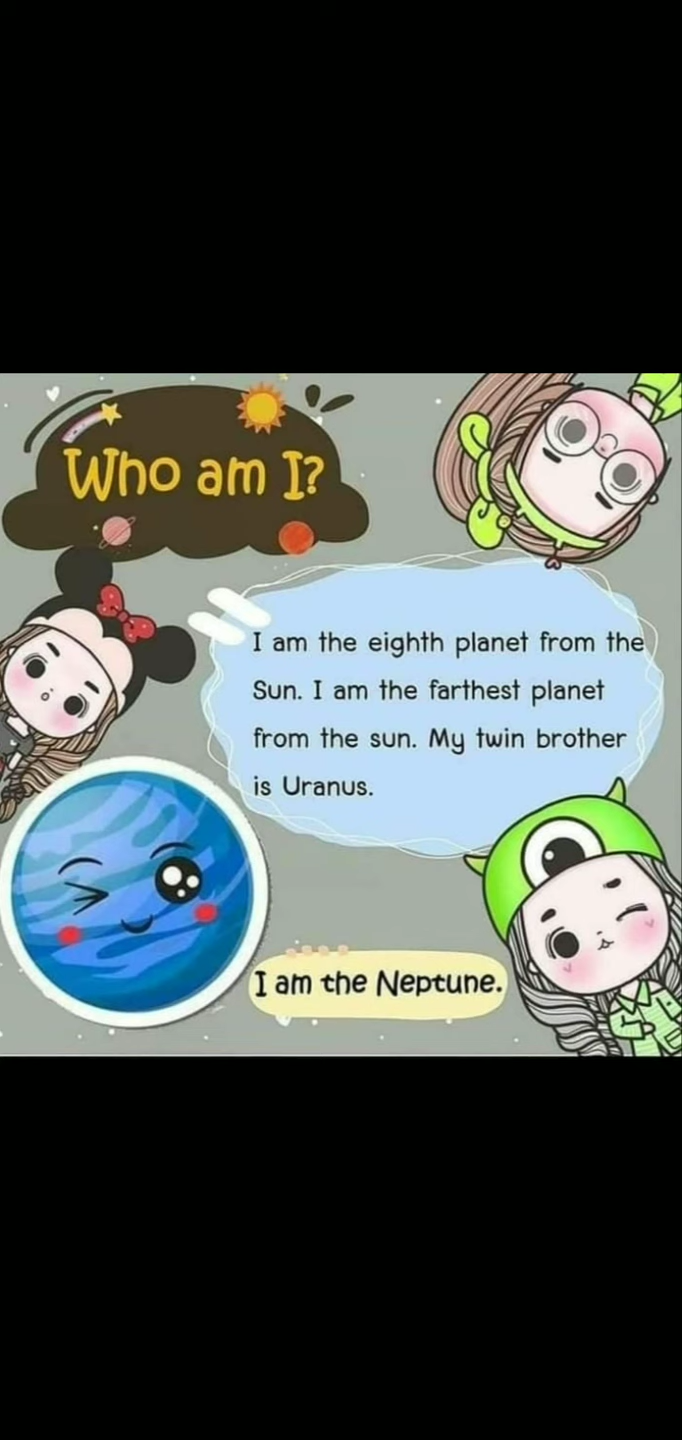 Who am I?
I am the eighth planet from the
Sun. I am the farthest planet
from the sun. My twin brother
is Uranus.
I am the Neptune.